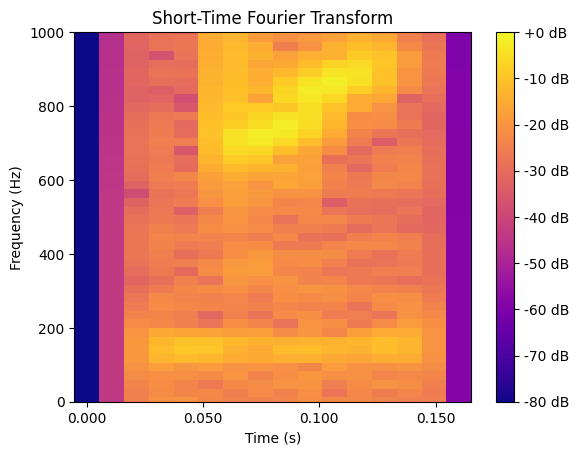 Short-Time Fourier Transform
1000
800
600
400
200
0
Frequency (Hz)
0.000
0.050
0.100
0.150
Time (s)
+0 dB
-10 dB
-20 dB
-30 dB
-40 dB
-50 dB
-60 dB
-70 dB
-80 dB